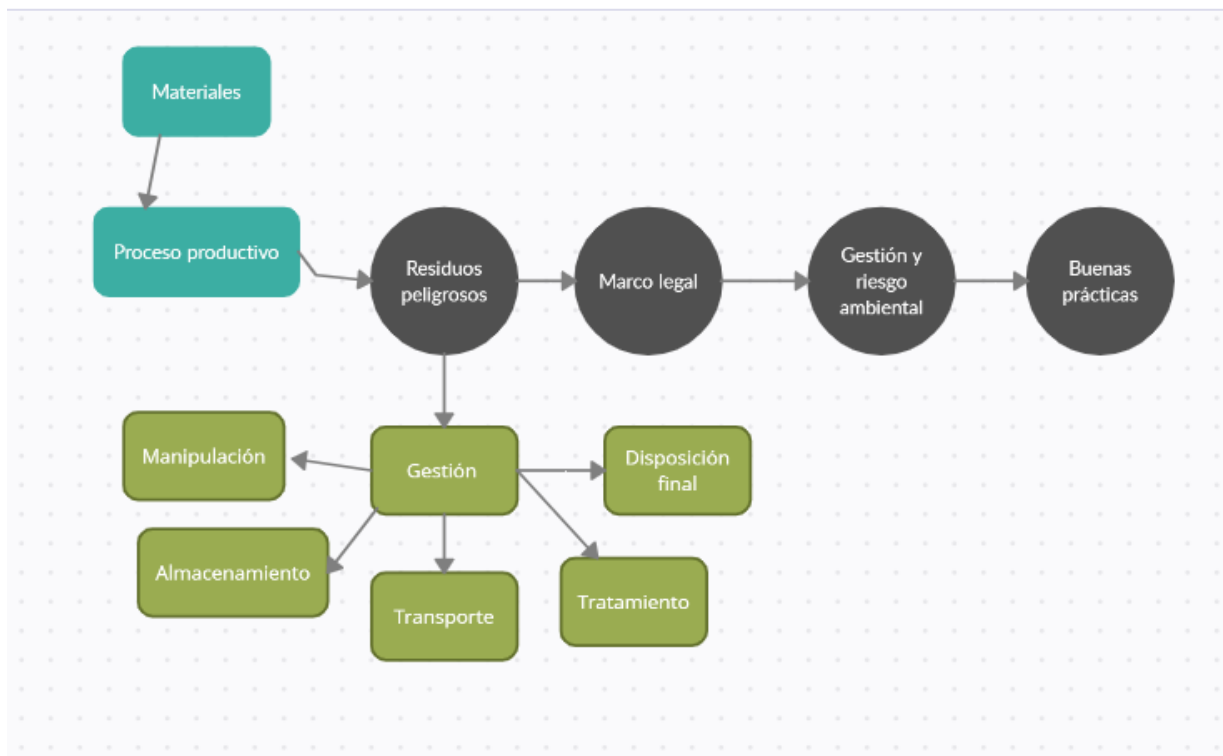 Materiales
Proceso productivo
Residuos
peligrosos
Marco legal
Gestión y
riesgo
ambiental
Buenas
prácticas
Manipulación
Gestión
Disposición
final
Almacenamiento
Transporte
Tratamiento